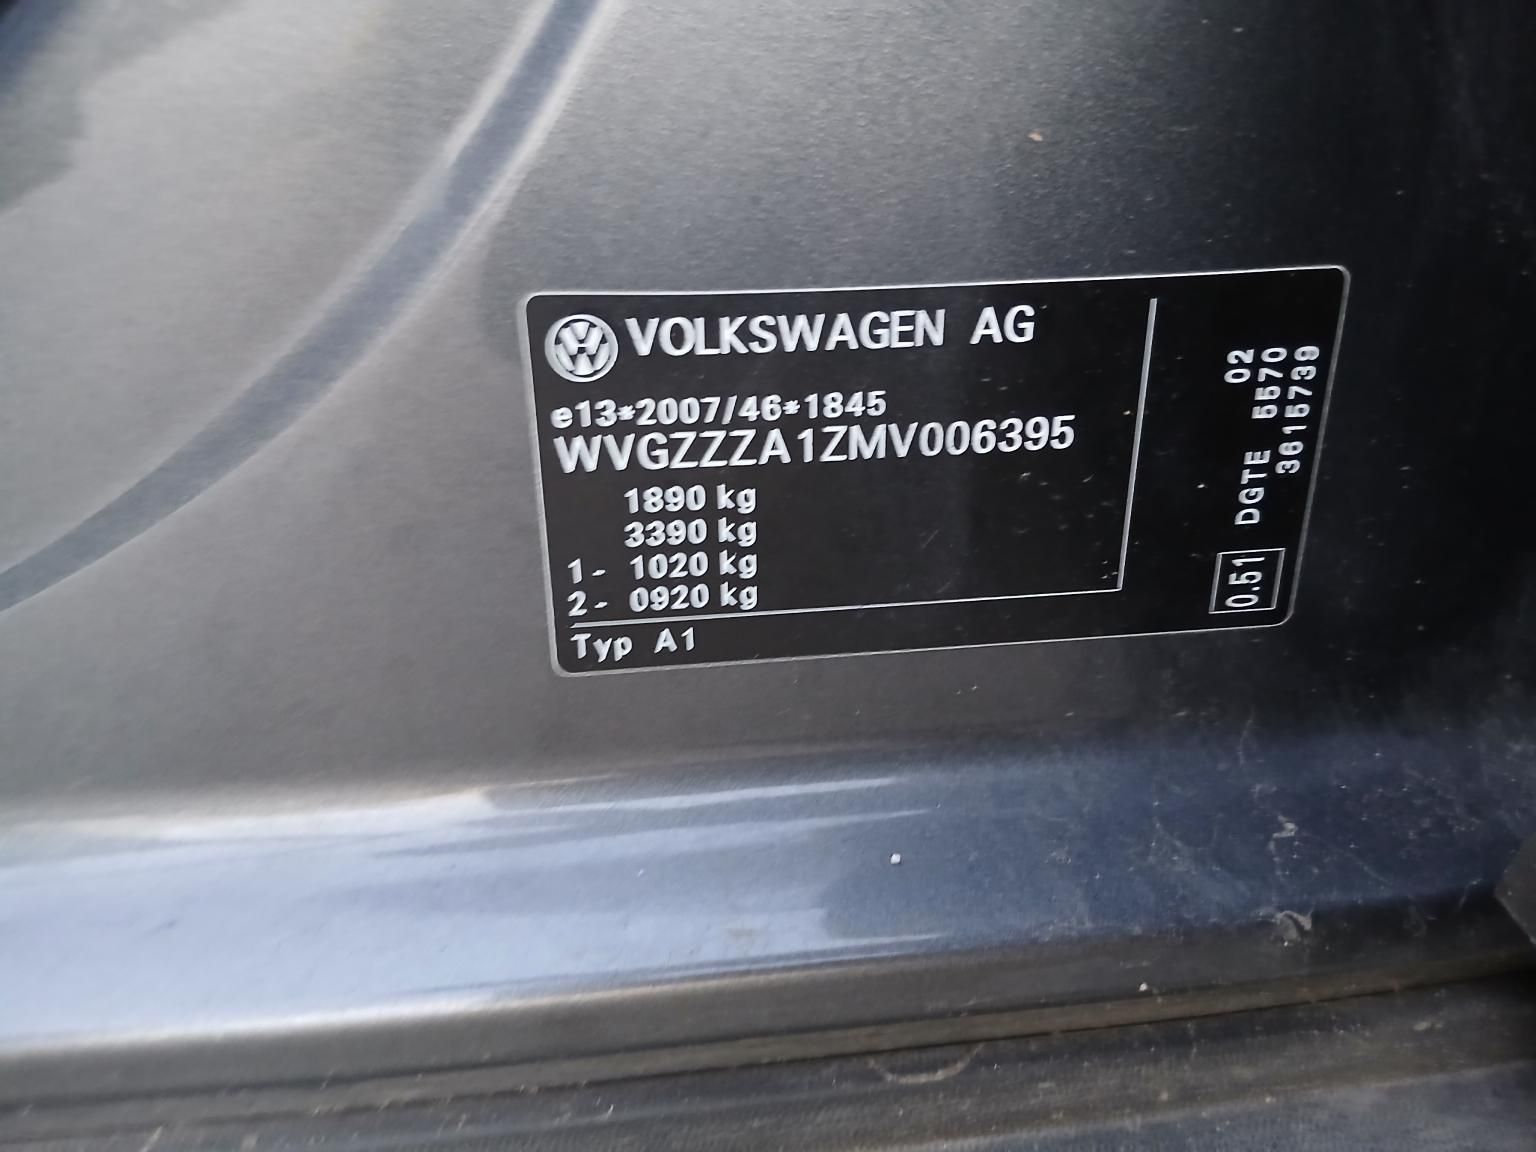 VOLKSWAGEN AG
e13*2007/46*1845
WVGZZZA1ZMV006395
1890 kg
3390 kg
1- 1020 kg
2- 0920 kg
Typ A1
02
DGTE 5570
3615739
0.51